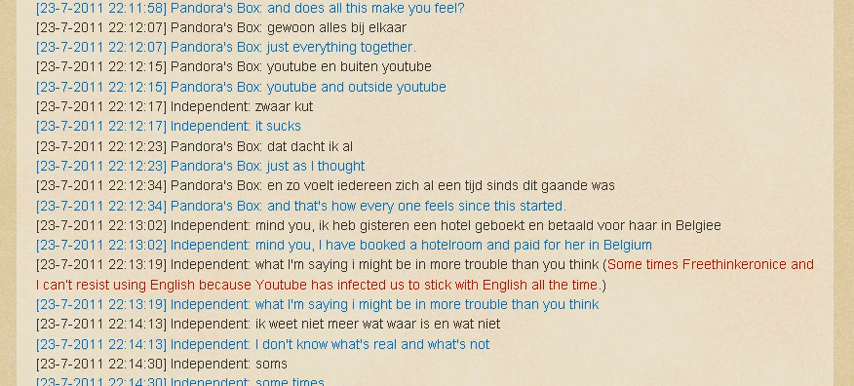 [23-7-2011 22:11:58] Pandora's Box: and does all this make you feel?
[23-7-2011 22:12:07] Pandora's Box: gewoon alles bij elkaar
[23-7-2011 22:12:07] Pandora's Box: just everything together.
[23-7-2011 22:12:15] Pandora's Box: youtube en buiten youtube
[23-7-2011 22:12:15] Pandora's Box: youtube and outside youtube
[23-7-2011 22:12:17] Independent: zwaar kut
[23-7-2011 22:12:17] Independent: it sucks
[23-7-2011 22:12:23] Pandora's Box: dat dacht ik al
[23-7-2011 22:12:23] Pandora's Box: just as I thought
[23-7-2011 22:12:34] Pandora's Box: en zo voelt iedereen zich al een tijd sinds dit gaande was
[23-7-2011 22:12:34] Pandora's Box: and that's how every one feels since this started.
[23-7-2011 22:13:02] Independent: mind you, ik heb gisteren een hotel geboekt en betaald voor haar in Belgiee
[23-7-2011 22:13:02] Independent: mind you, I have booked a hotelroom and paid for her in Belgium
[23-7-2011 22:13:19] Independent: what I'm saying i might be in more trouble than you think (Some times Freethinkeronice and
I can't resist using English because Youtube has infected us to stick with English all the time.)
[23-7-2011 22:13:19] Independent: what I'm saying i might be in more trouble than you think
[23-7-2011 22:14:13] Independent: ik weet niet meer wat waar is en wat niet
[23-7-2011 22:14:13] Independent: I don't know what's real and what's not
[23-7-2011 22:14:30] Independent: soms
[23-7-2011 22:14:30] Independent: some times